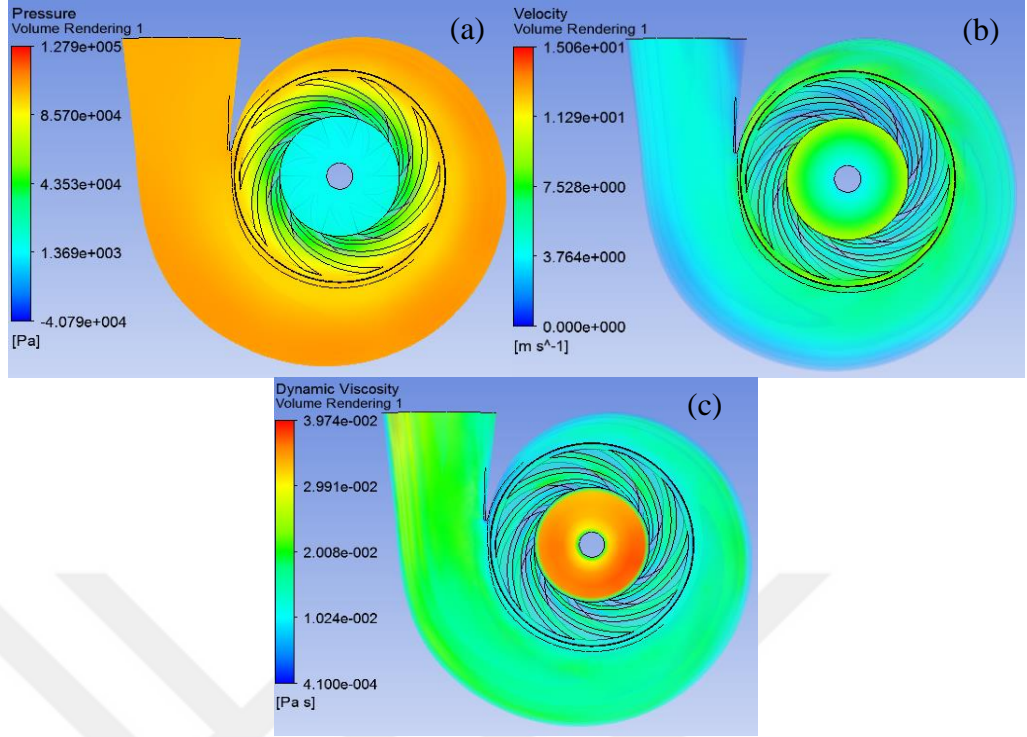 Pressure
Volume Rendering 1
(a)
1.279e+005
8.570e+004
4.353e+004
1.369e+003
-4.079e+004
[Pa]
Velocity
Volume Rendering 1
(b)
1.506e+001
1.129e+001
7.528e+000
3.764e+000
0.000e+000
[m s^-1]
Dynamic Viscosity
Volume Rendering 1
(c)
3.974e-002
2.991e-002
2.008e-002
1.024e-002
4.100e-004
[Pa s]